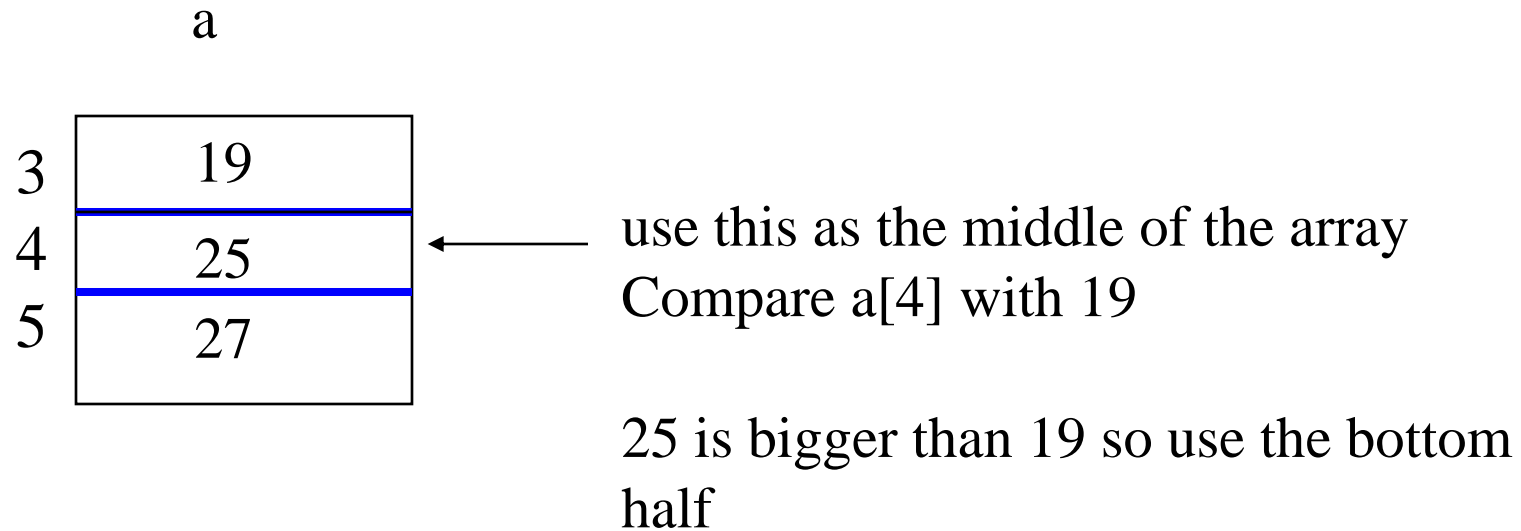 a
3 19
4 25
5 27
use this as the middle of the array
Compare a[4] with 19
25 is bigger than 19 so use the bottom
half